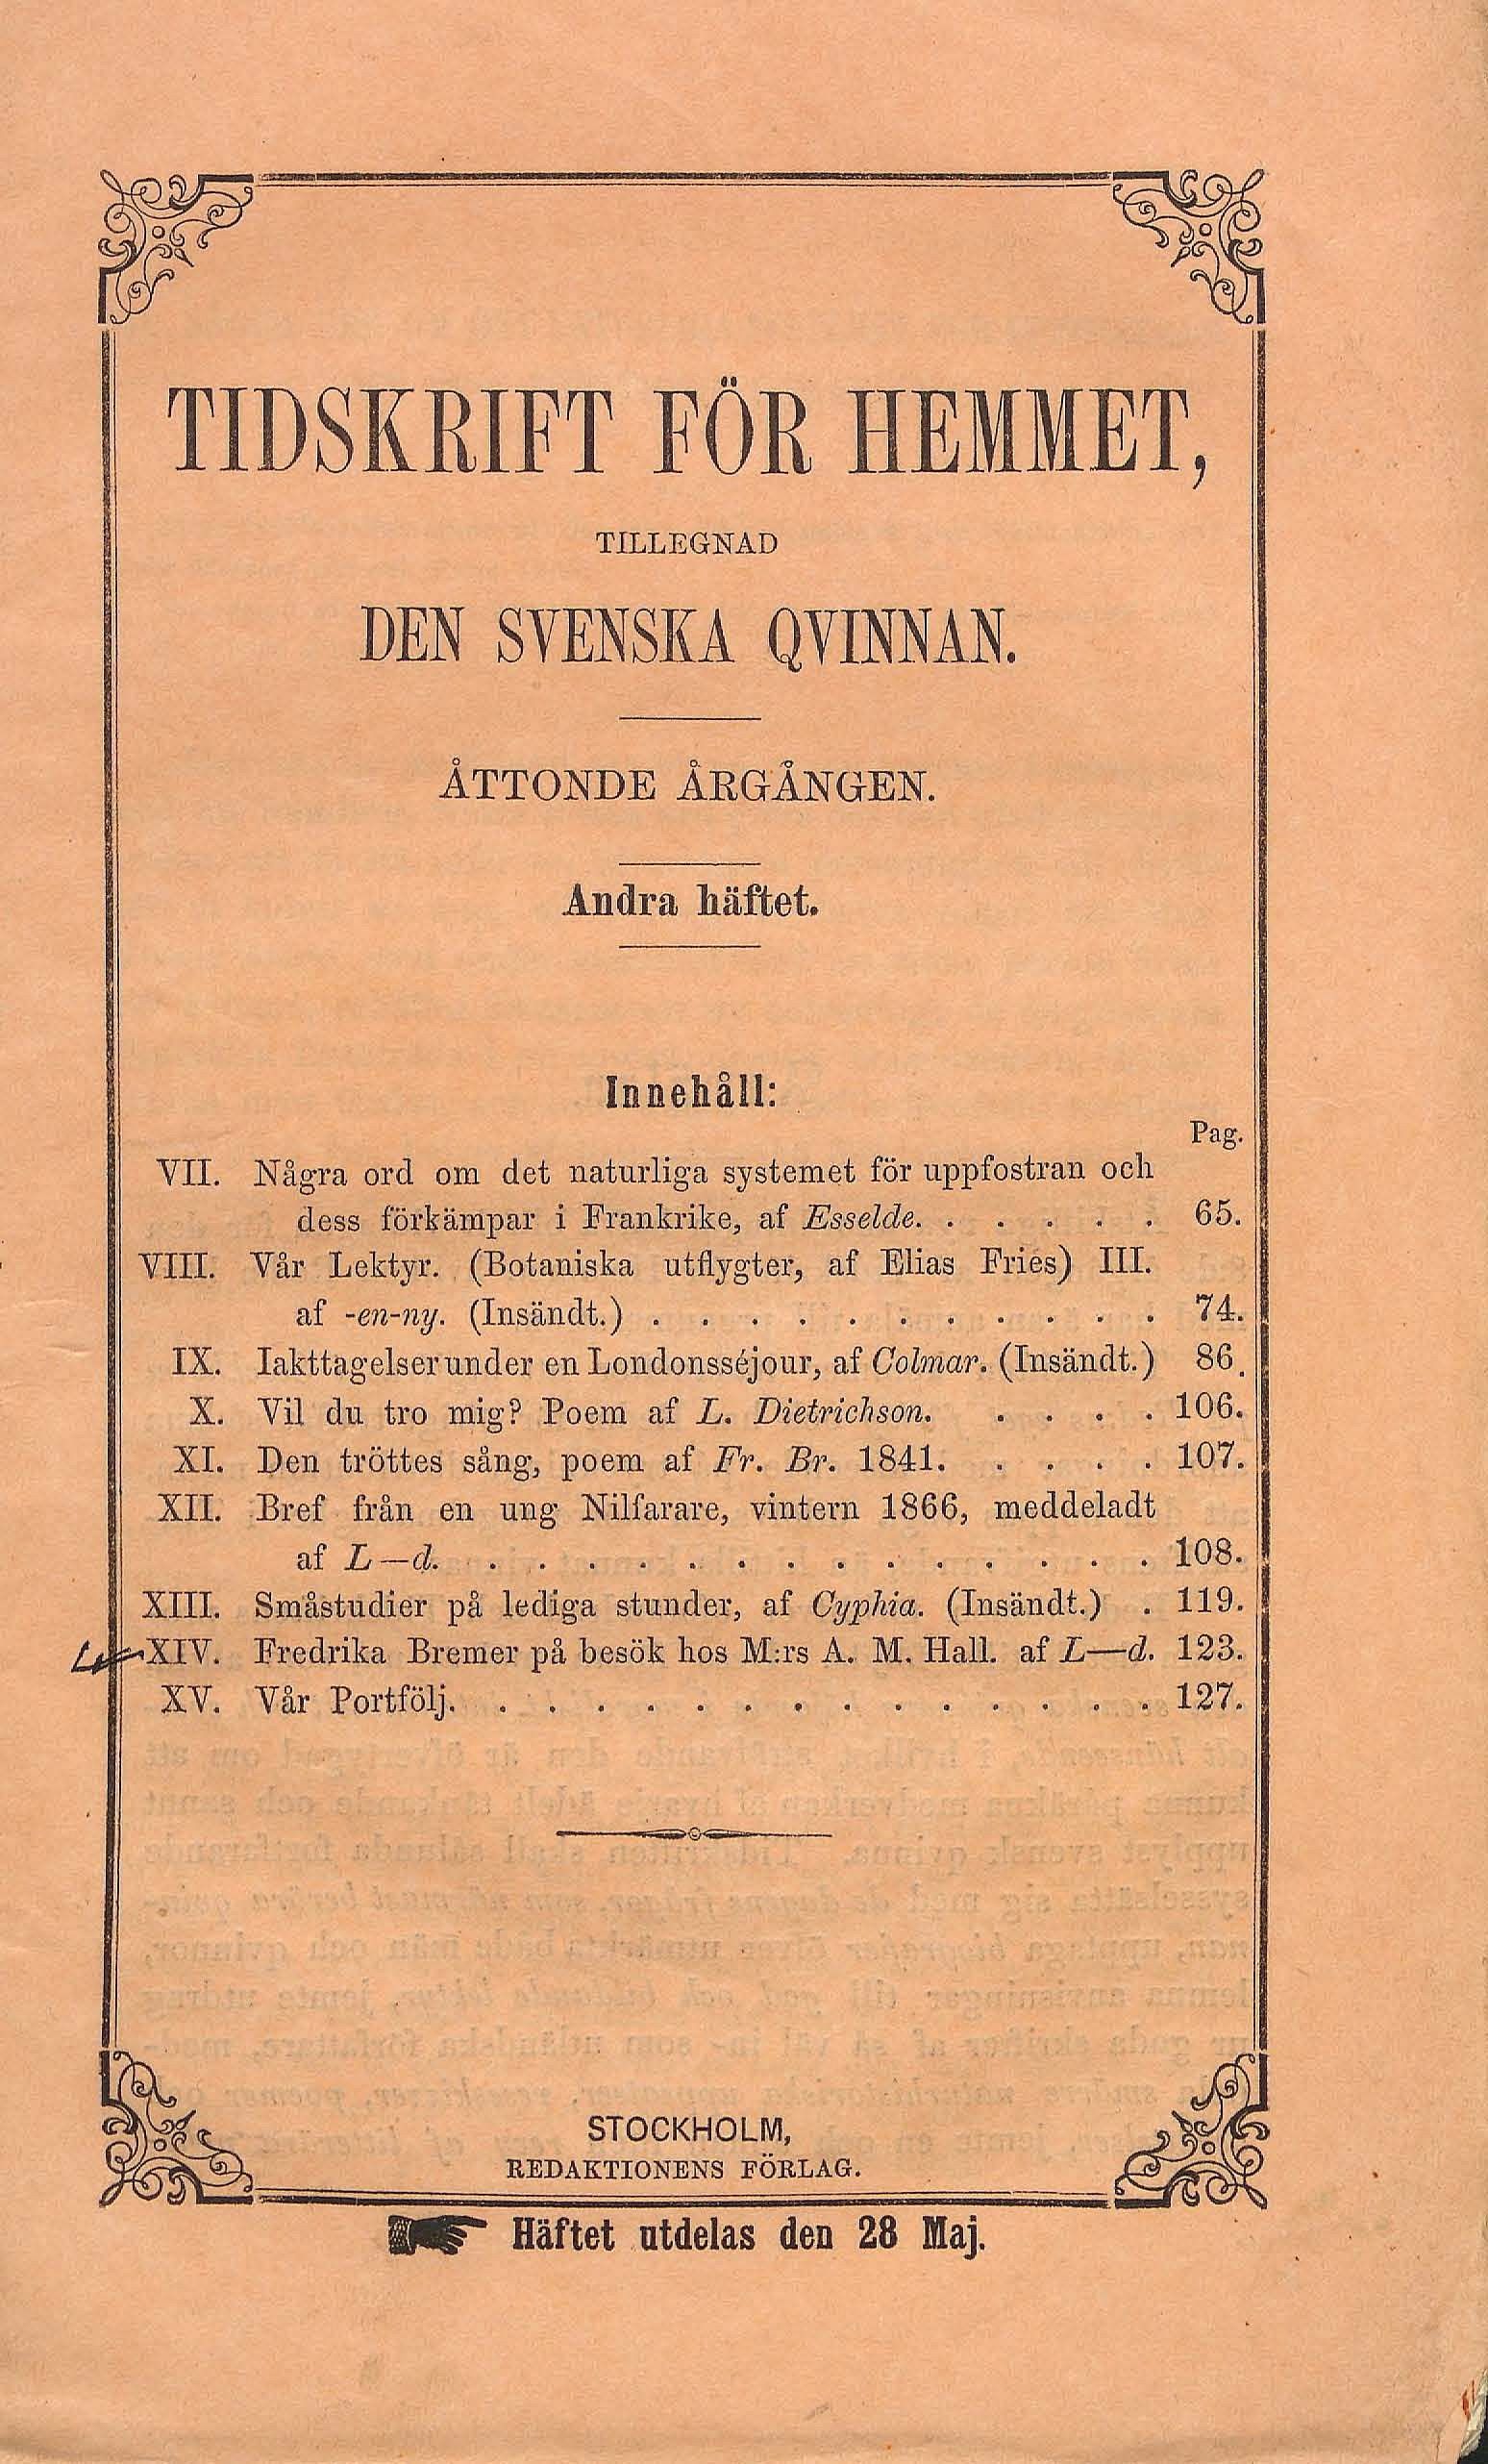 TIDSKRIFT FÖR HEMMET,
TILLEGNAD
DEN SVENSKA QVINNAN.
ÅTTONDE ÅRGÅNGEN.
Andra häftet.
Innehåll:
Pag.
VII. Några ord om det naturliga systemet för uppfostran och
dess förkämpar i Frankrike, af Esselde. . . . . . 65.
VIII. Vår Lektyr. (Botaniska utflygter, af Elias Fries) III.
af -en-ny. (Insändt.) . . . . . . . . . . . 74.
IX. Iakttagelser under en Londonsséjour, af Colmar. (Insändt.) 86.
X. Vil du tro mig? Poem af L. Dietrichson. . . . . 106.
XI. Den tröttes sång, poem af Fr. Br. 1841. . . . . 107.
XII. Bref från en ung Nilfarare, vintern 1866, meddeladt
af L—d. . . . . . . . . . . . . . . 108.
XIII. Småstudier på lediga stunder, af Cyphia. (Insändt.) . 119.
XIV. Fredrika Bremer på besök hos M:rs A. M. Hall. af L—d. 123.
XV. Vår Portfölj. . . . . . . . . . . . . . . 127.
STOCKHOLM,
REDAKTIONENS FÖRLAG.
☛ Häftet utdelas den 28 Maj.